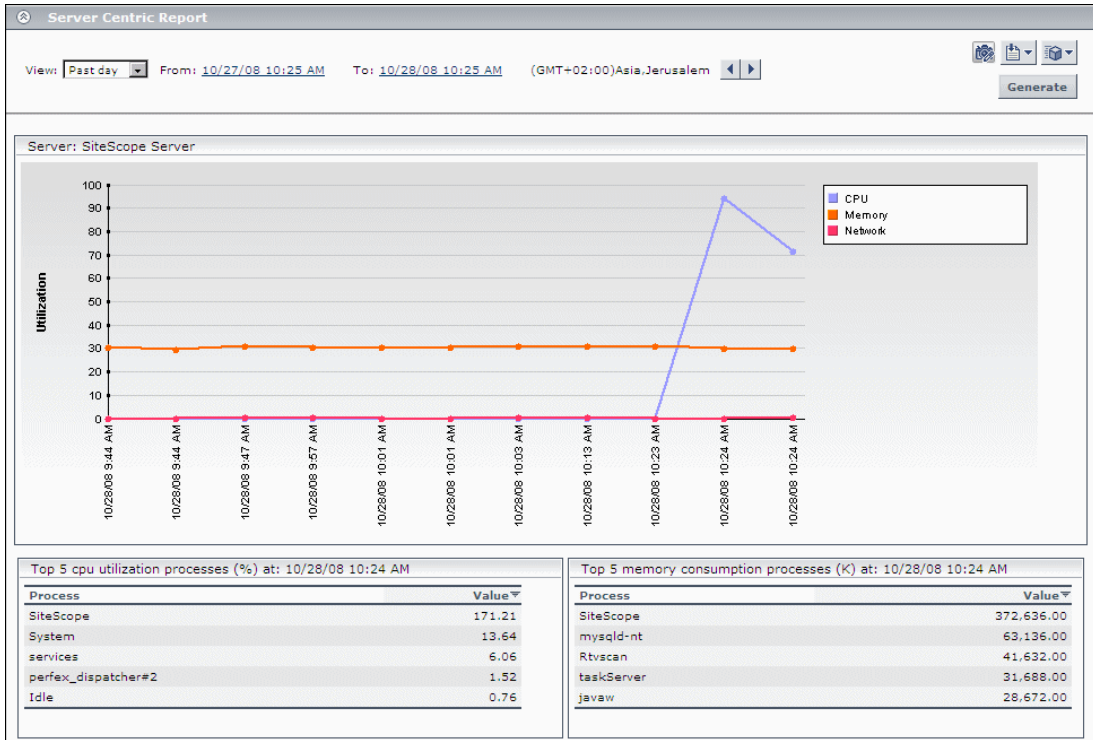 Server Centric Report
View: Past day From: 10/27/08 10:25 AM To: 10/28/08 10:25 AM (GMT+02:00)Asia,Jerusalem
Generate
Server: SiteScope Server
Utilization
100
90
80
70
60
50
40
30
20
10
0
CPU
Memory
Network
10/28/08 9:44 AM
10/28/08 9:44 AM
10/28/08 9:47 AM
10/28/08 9:57 AM
10/28/08 10:01 AM
10/28/08 10:01 AM
10/28/08 10:03 AM
10/28/08 10:13 AM
10/28/08 10:23 AM
10/28/08 10:24 AM
10/28/08 10:24 AM
Top 5 cpu utilization processes (%) at: 10/28/08 10:24 AM
Process Value
SiteScope 171.21
System 13.64
services 6.06
perfex_dispatcher#2 1.52
Idle 0.76
Top 5 memory consumption processes (K) at: 10/28/08 10:24 AM
Process Value
SiteScope 372,636.00
mysqld-nt 63,136.00
Rtvscan 41,632.00
taskServer 31,688.00
javaw 28,672.00